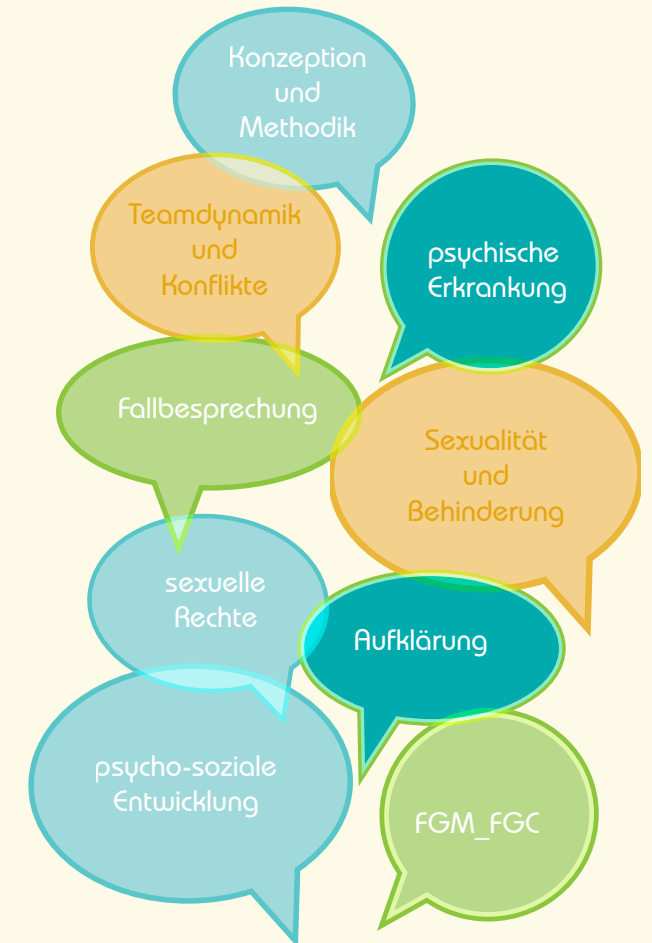 Konzeption
und
Methodik
Teamdynamik
und
Konflikte
psychische
Erkrankung
Fallbesprechung
Sexualität
und
Behinderung
sexuelle
Rechte
Aufklärung
psycho-soziale
Entwicklung
FGM_FGC